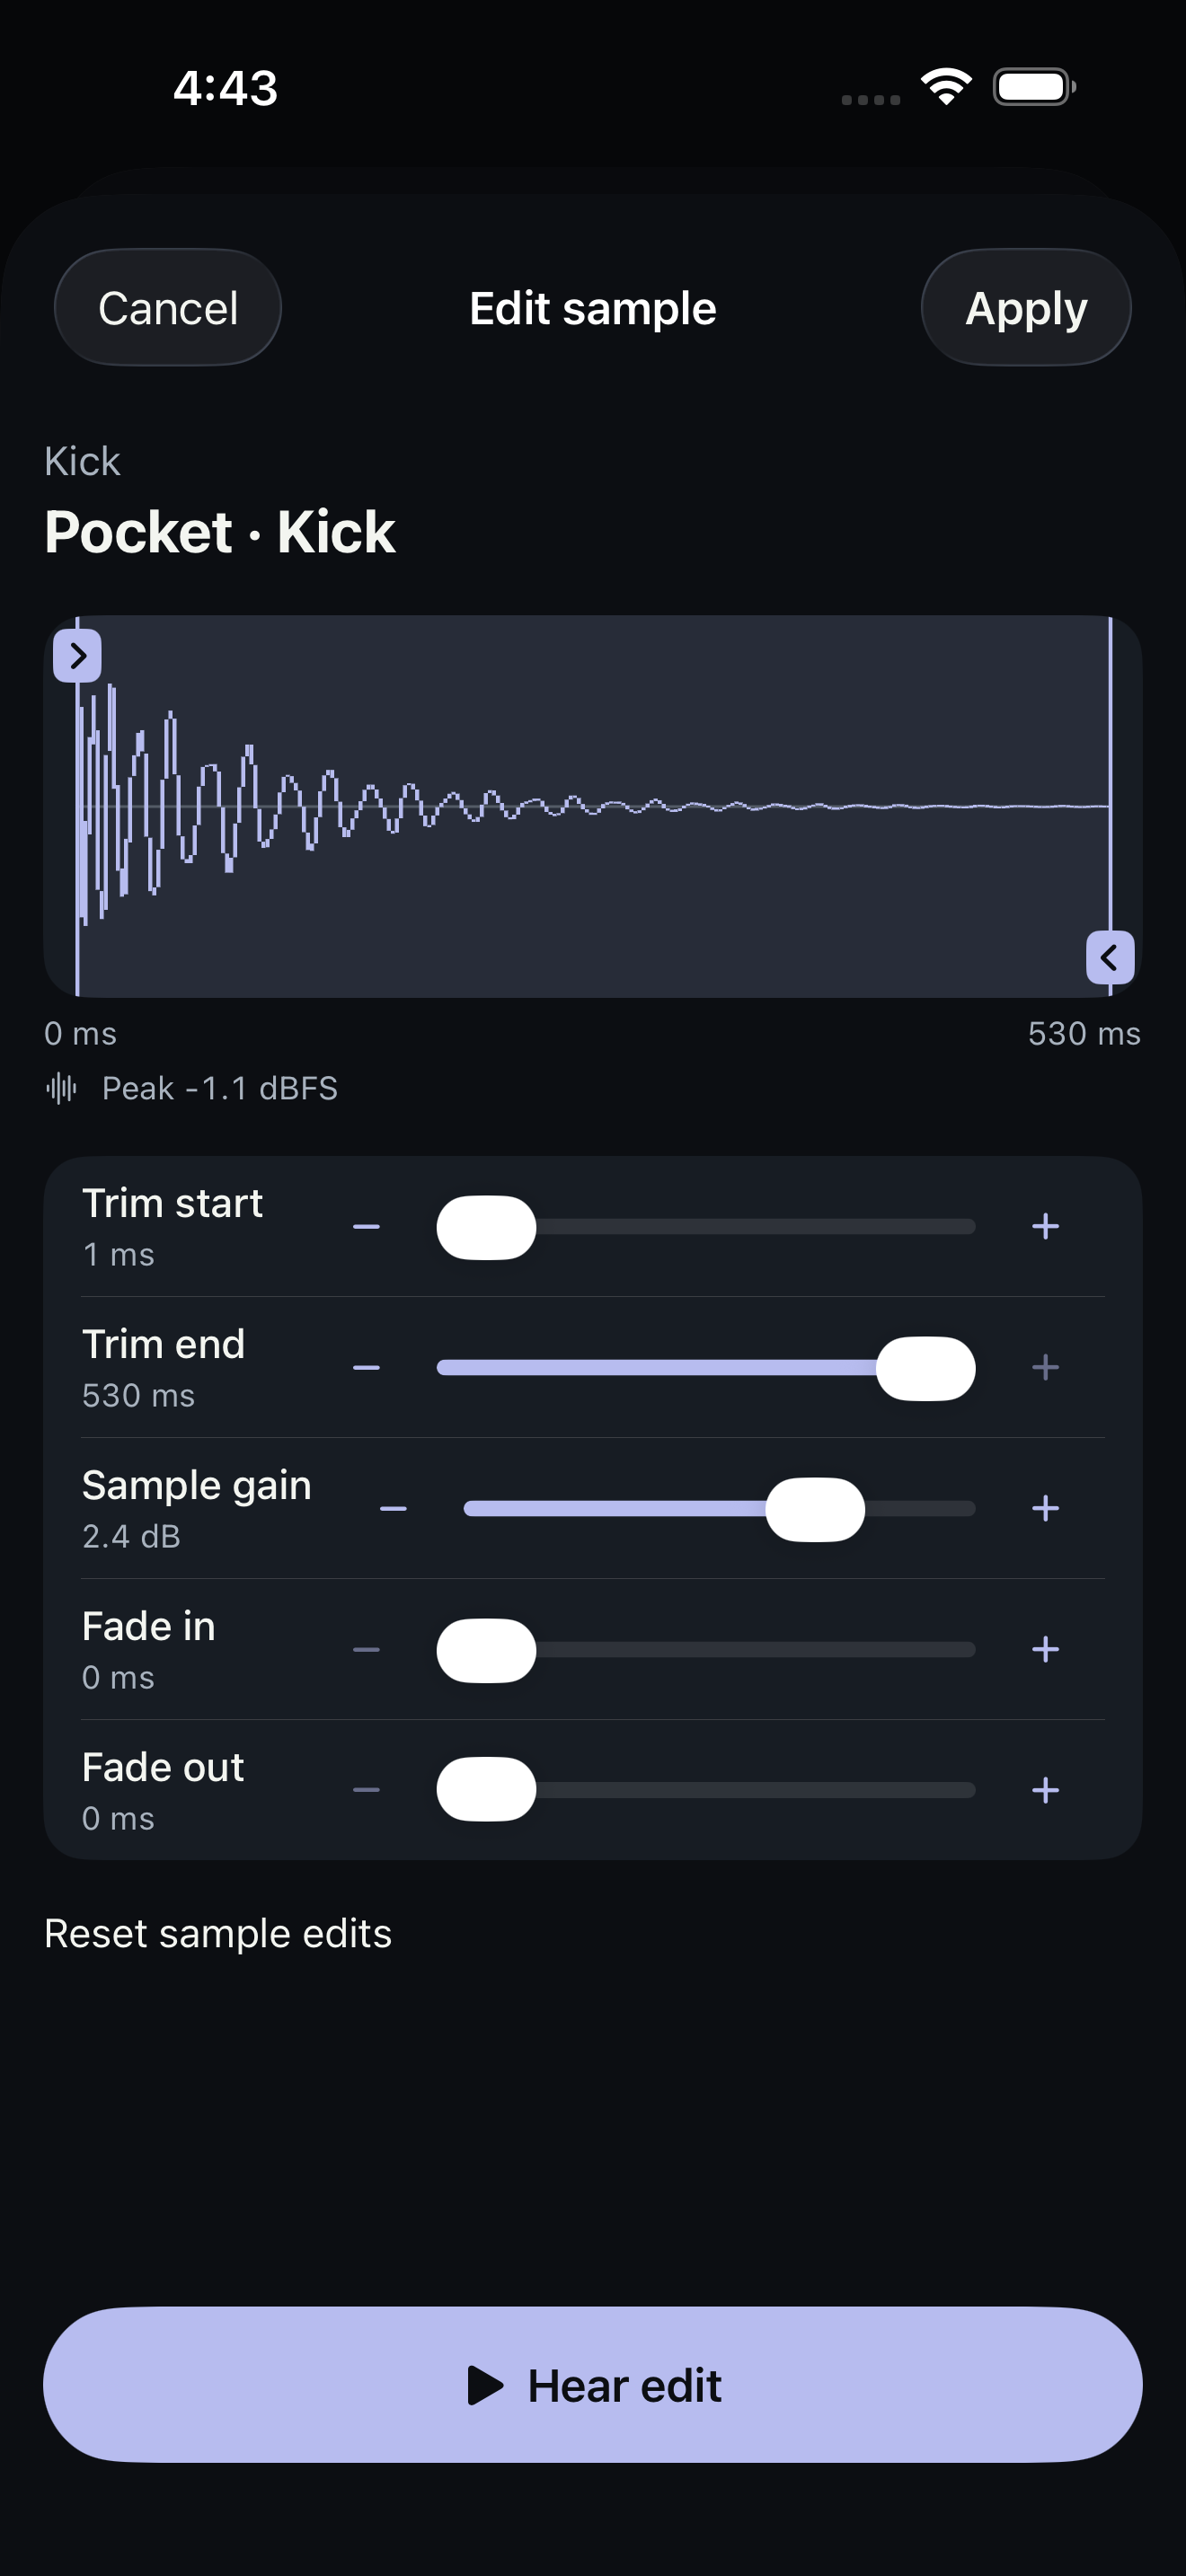 4:43
Cancel
Edit sample
Apply
Kick
Pocket · Kick
0 ms
530 ms
Peak -1.1 dBFS
Trim start
1 ms
Trim end
530 ms
Sample gain
2.4 dB
Fade in
0 ms
Fade out
0 ms
Reset sample edits
Hear edit